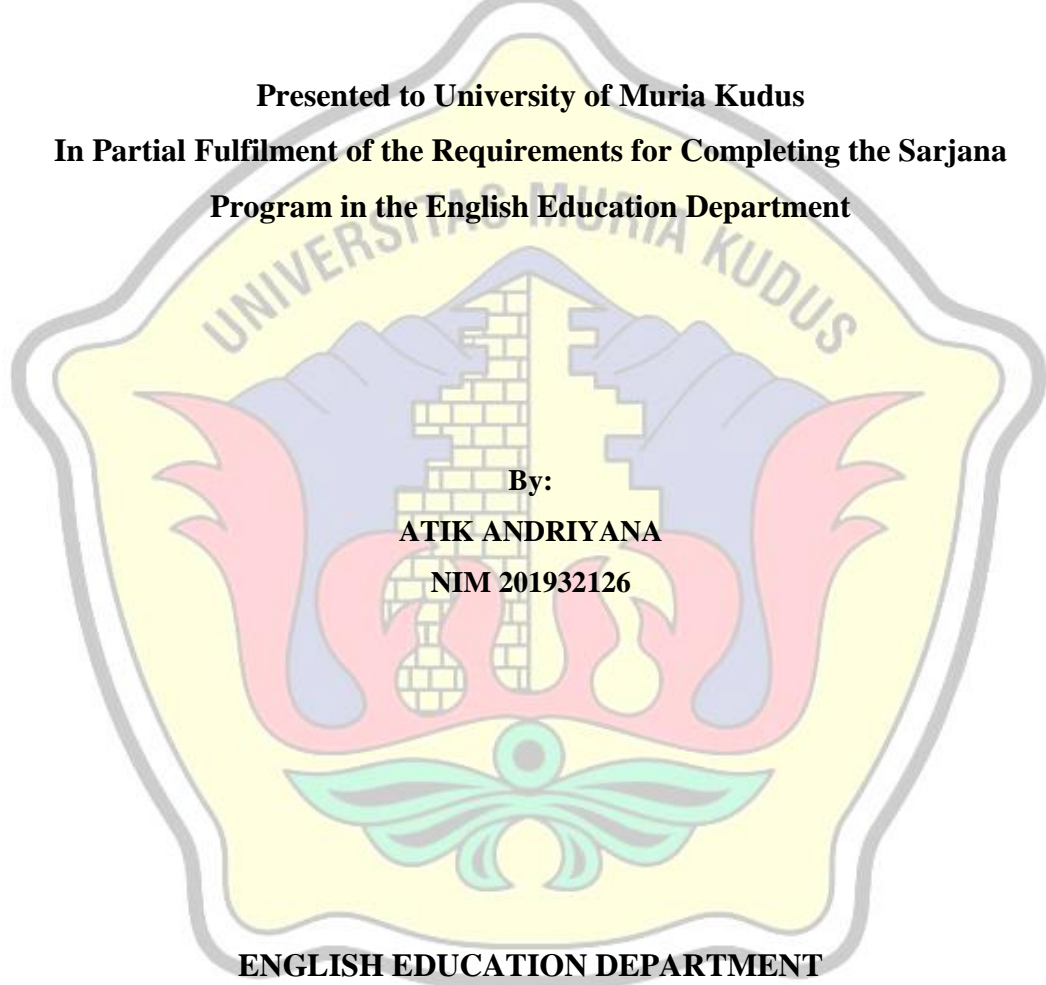 Presented to University of Muria Kudus
In Partial Fulfilment of the Requirements for Completing the Sarjana
Program in the English Education Department
UNIVERSITAS MURIA KUDUS
By:
ATIK ANDRIYANA
NIM 201932126
ENGLISH EDUCATION DEPARTMENT